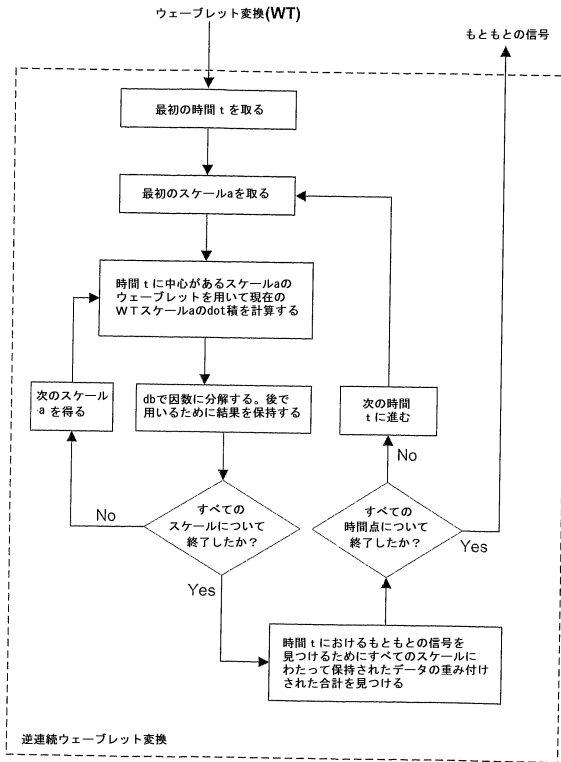 ウェーブレット変換(WT)
もともとの信号
最初の時間 t を取る
最初のスケールaを取る
時間 t に中心があるスケールaの
ウェーブレットを用いて現在の
WTスケールaのdot積を計算する
次のスケール
a を得る
dbで因数に分解する。後で
用いるために結果を保持する
次の時間
t に進む
No
すべての
スケールについて
終了したか？
No
すべての
時間点について
終了したか？
Yes
Yes
時間 t におけるもともとの信号を
見つけるためにすべてのスケールに
わたって保持されたデータの重み付け
された合計を見つける
逆連続ウェーブレット変換